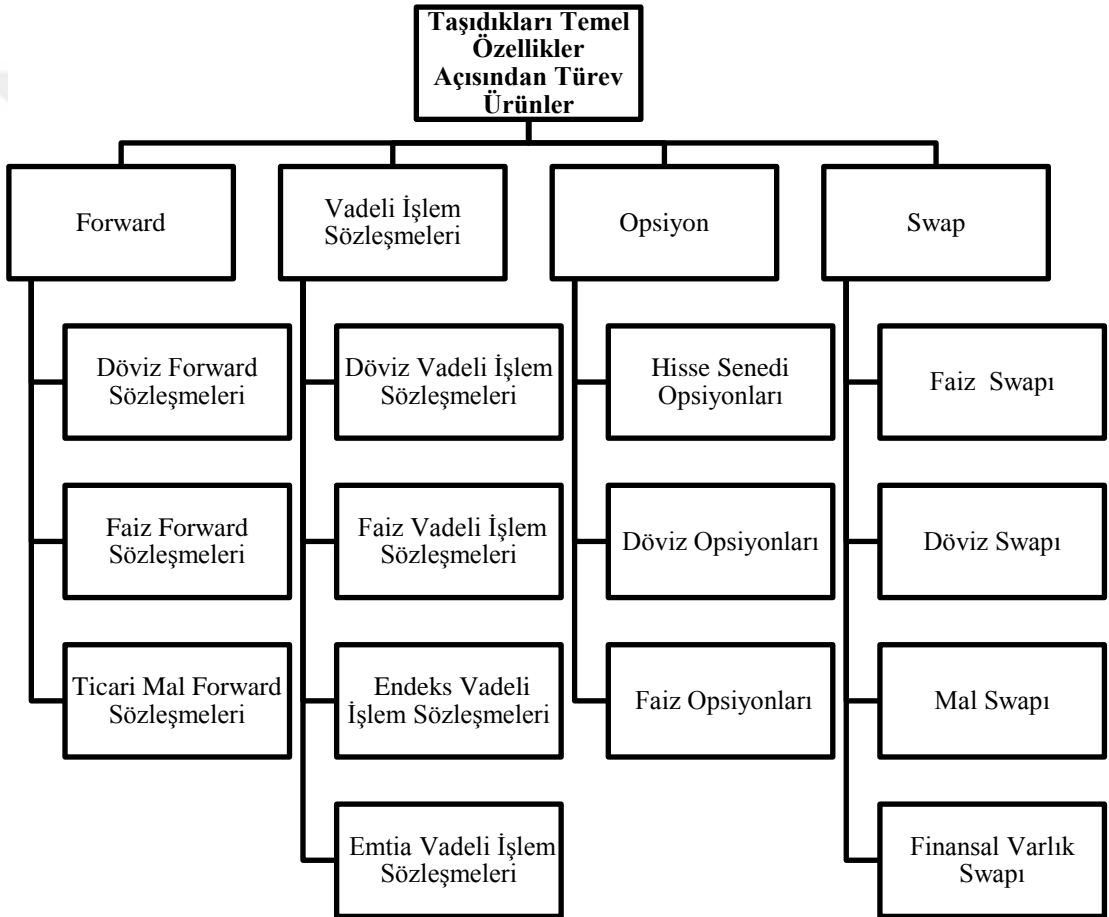 Taşıdıkları Temel
Özellikler
Açısından Türev
Ürünler
Forward
Vadeli İşlem
Sözleşmeleri
Opsiyon
Swap
Döviz Forward
Sözleşmeleri
Döviz Vadeli İşlem
Sözleşmeleri
Hisse Senedi
Opsiyonları
Faiz Swapı
Faiz Forward
Sözleşmeleri
Faiz Vadeli İşlem
Sözleşmeleri
Döviz Opsiyonları
Döviz Swapı
Ticari Mal Forward
Sözleşmeleri
Endeks Vadeli
İşlem Sözleşmeleri
Faiz Opsiyonları
Mal Swapı
Emtia Vadeli İşlem
Sözleşmeleri
Finansal Varlık
Swapı